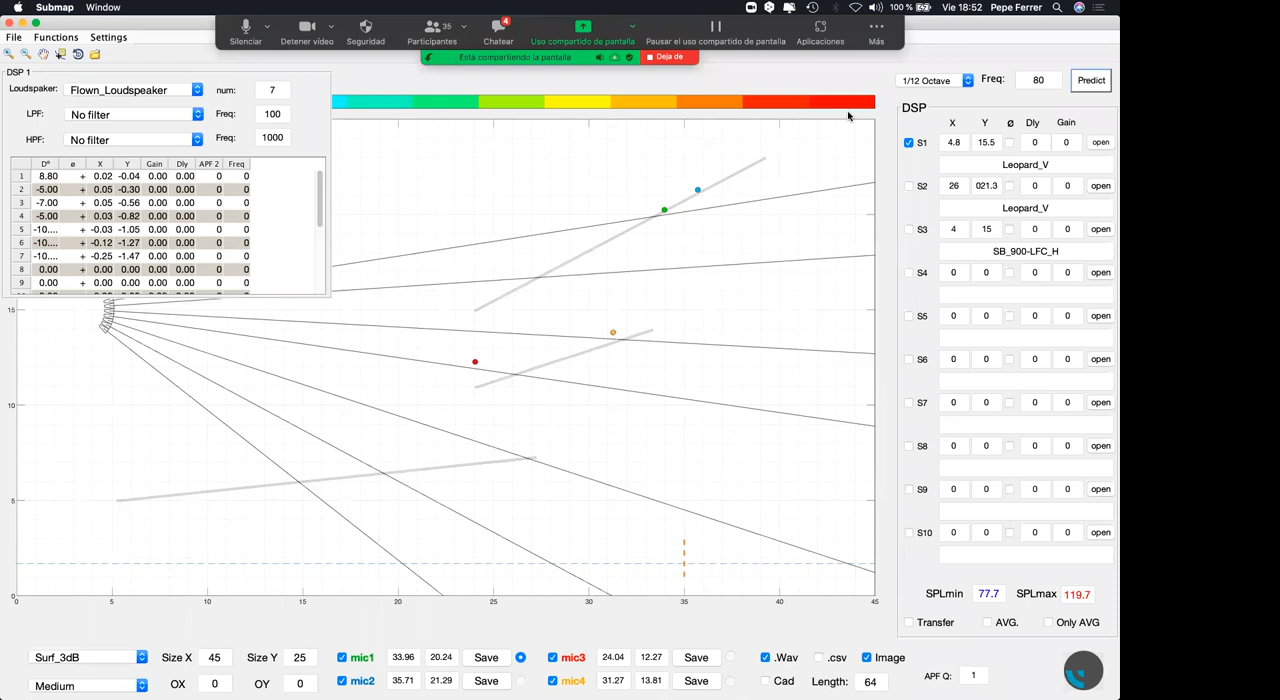 Submap Window 100 % Vie 18:52 Pepe Ferrer
Silenciar Detener vídeo Seguridad Participantes 35 Chatear 4 Uso compartido de pantalla Pausar el uso compartido de pantalla Aplicaciones Más
File Functions Settings
Está compartiendo la pantalla Deja de
DSP 1
Loudspeaker: Flown_Loudspeaker num: 7
LPF: No filter Freq: 100
HPF: No filter Freq: 1000
Dº ø X Y Gain Dly APF 2 Freq
1 8.80 + 0.02 -0.04 0.00 0.00 0 0
2 -5.00 + 0.05 -0.30 0.00 0.00 0 0
3 -7.00 + 0.05 -0.56 0.00 0.00 0 0
4 -5.00 + 0.03 -0.82 0.00 0.00 0 0
5 -10.... + -0.03 -1.05 0.00 0.00 0 0
6 -10.... + -0.12 -1.27 0.00 0.00 0 0
7 -10.... + -0.25 -1.47 0.00 0.00 0 0
8 0.00 + 0.00 0.00 0.00 0.00 0 0
9 0.00 + 0.00 0.00 0.00 0.00 0 0
15
10
5
0
0 5 10 15 20 25 30 35 40 45
1/12 Octave Freq: 80 Predict
DSP
X Y Ø Dly Gain
S1 4.8 15.5 0 0 open
Leopard_V
S2 26 021.3 0 0 open
Leopard_V
S3 4 15 0 0 open
SB_900-LFC_H
S4 0 0 0 0 open
S5 0 0 0 0 open
S6 0 0 0 0 open
S7 0 0 0 0 open
S8 0 0 0 0 open
S9 0 0 0 0 open
S10 0 0 0 0 open
SPLmin 77.7 SPLmax 119.7
Transfer AVG. Only AVG
Surf_3dB Size X 45 Size Y 25 mic1 33.96 20.24 Save mic3 24.04 12.27 Save .Wav .csv Image
Medium OX 0 OY 0 mic2 35.71 21.29 Save mic4 31.27 13.81 Save Cad Length: 64 APF Q: 1